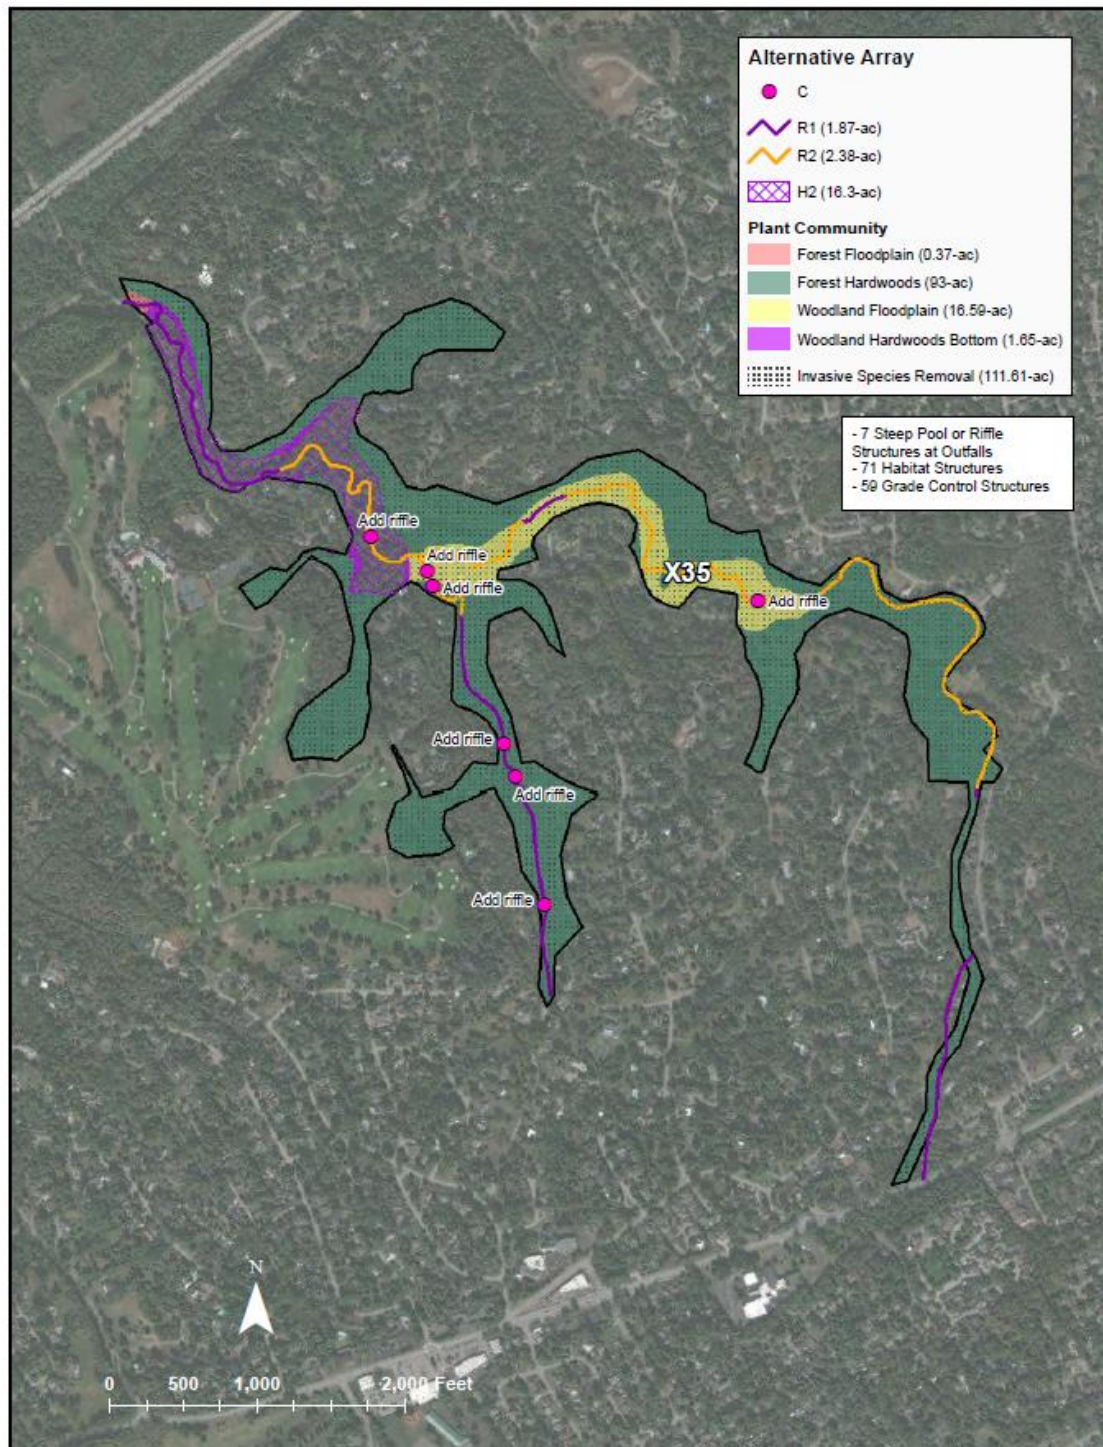 Alternative Array
C
R1 (1.87-ac)
R2 (2.38-ac)
H2 (16.3-ac)
Plant Community
Forest Floodplain (0.37-ac)
Forest Hardwoods (93-ac)
Woodland Floodplain (16.59-ac)
Woodland Hardwoods Bottom (1.65-ac)
Invasive Species Removal (111.61-ac)
- 7 Steep Pool or Riffle
Structures at Outfalls
- 71 Habitat Structures
- 59 Grade Control Structures
Add riffle
Add riffle
Add riffle
X35
Add riffle
Add riffle
Add riffle
Add riffle
N
0 500 1,000 2,000 Feet